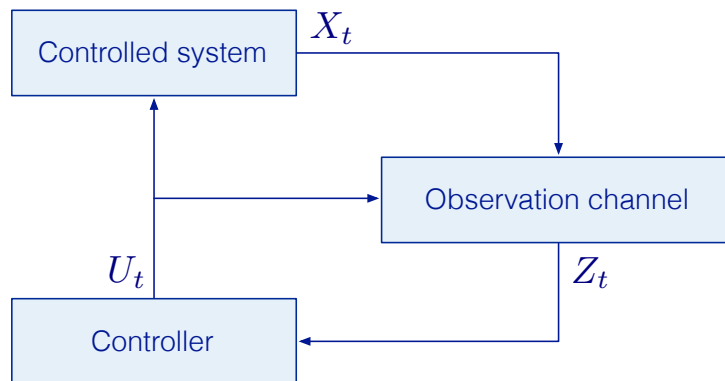 Controlled system
X_t
Observation channel
U_t
Z_t
Controller